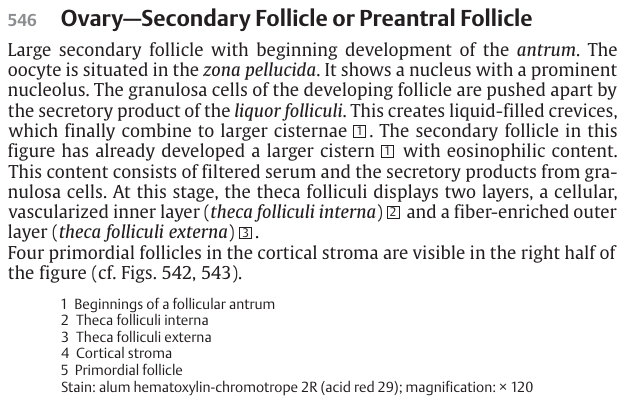 546 Ovary—Secondary Follicle or Preantral Follicle
Large secondary follicle with beginning development of the antrum. The
oocyte is situated in the zona pellucida. It shows a nucleus with a prominent
nucleolus. The granulosa cells of the developing follicle are pushed apart by
the secretory product of the liquor folliculi. This creates liquid-filled crevices,
which finally combine to larger cisternae 1. The secondary follicle in this
figure has already developed a larger cistern 1 with eosinophilic content.
This content consists of filtered serum and the secretory products from gra-
nulosa cells. At this stage, the theca folliculi displays two layers, a cellular,
vascularized inner layer (theca folliculi interna) 2 and a fiber-enriched outer
layer (theca folliculi externa) 3.
Four primordial follicles in the cortical stroma are visible in the right half of
the figure (cf. Figs. 542, 543).
1 Beginnings of a follicular antrum
2 Theca folliculi interna
3 Theca folliculi externa
4 Cortical stroma
5 Primordial follicle
Stain: alum hematoxylin-chromotrope 2R (acid red 29); magnification: × 120